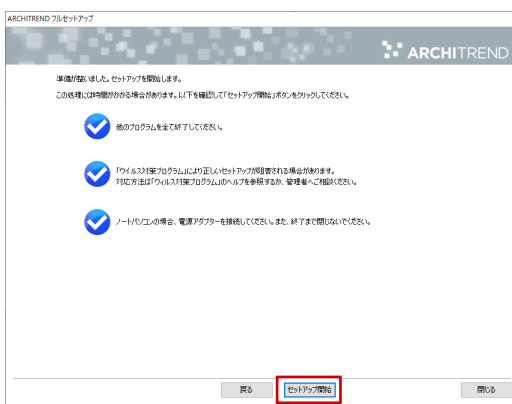 ARCHITREND フルセットアップ
ARCHITREND
準備が整いました。セットアップを開始します。
この処理には時間がかかる場合があります。以下を確認して「セットアップ開始」ボタンをクリックしてください。
他のプログラムを全て終了してください。
「ウイルス対策プログラム」により正しいセットアップが阻害される場合があります。
対応方法は「ウィルス対策プログラム」のヘルプを参照するか、管理者へご相談ください。
ノートパソコンの場合、電源アダプターを接続してください。また、終了まで閉じないでください。
戻る
セットアップ開始
閉じる